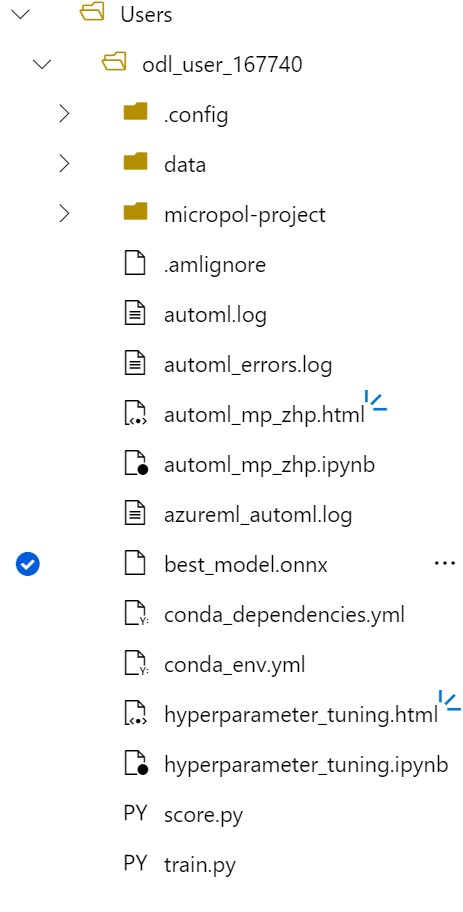 Users
odl_user_167740
.config
data
micropol-project
.amlignore
automl.log
automl_errors.log
automl_mp_zhp.html
automl_mp_zhp.ipynb
azureml_automl.log
best_model.onnx ...
conda_dependencies.yml
conda_env.yml
hyperparameter_tuning.html
hyperparameter_tuning.ipynb
PY score.py
PY train.py